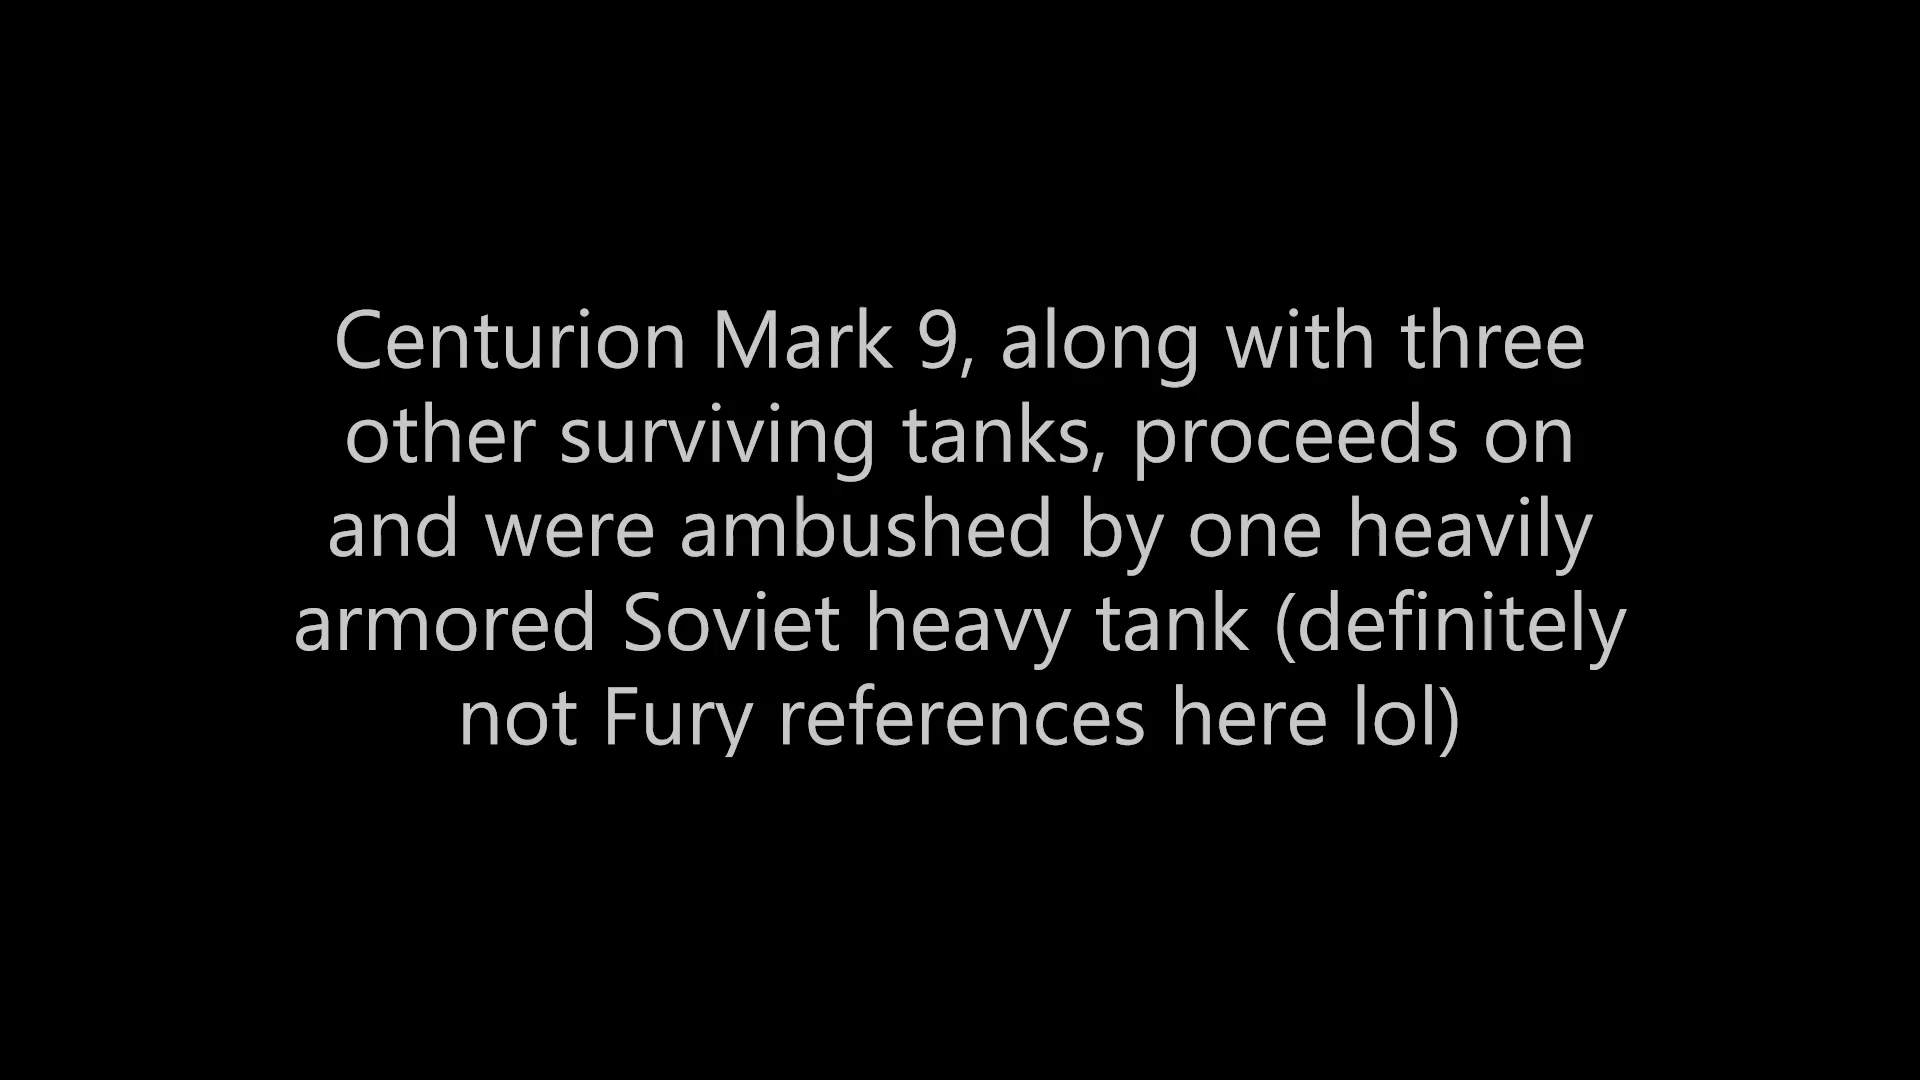 Centurion Mark 9, along with three
other surviving tanks, proceeds on
and were ambushed by one heavily
armored Soviet heavy tank (definitely
not Fury references here lol)